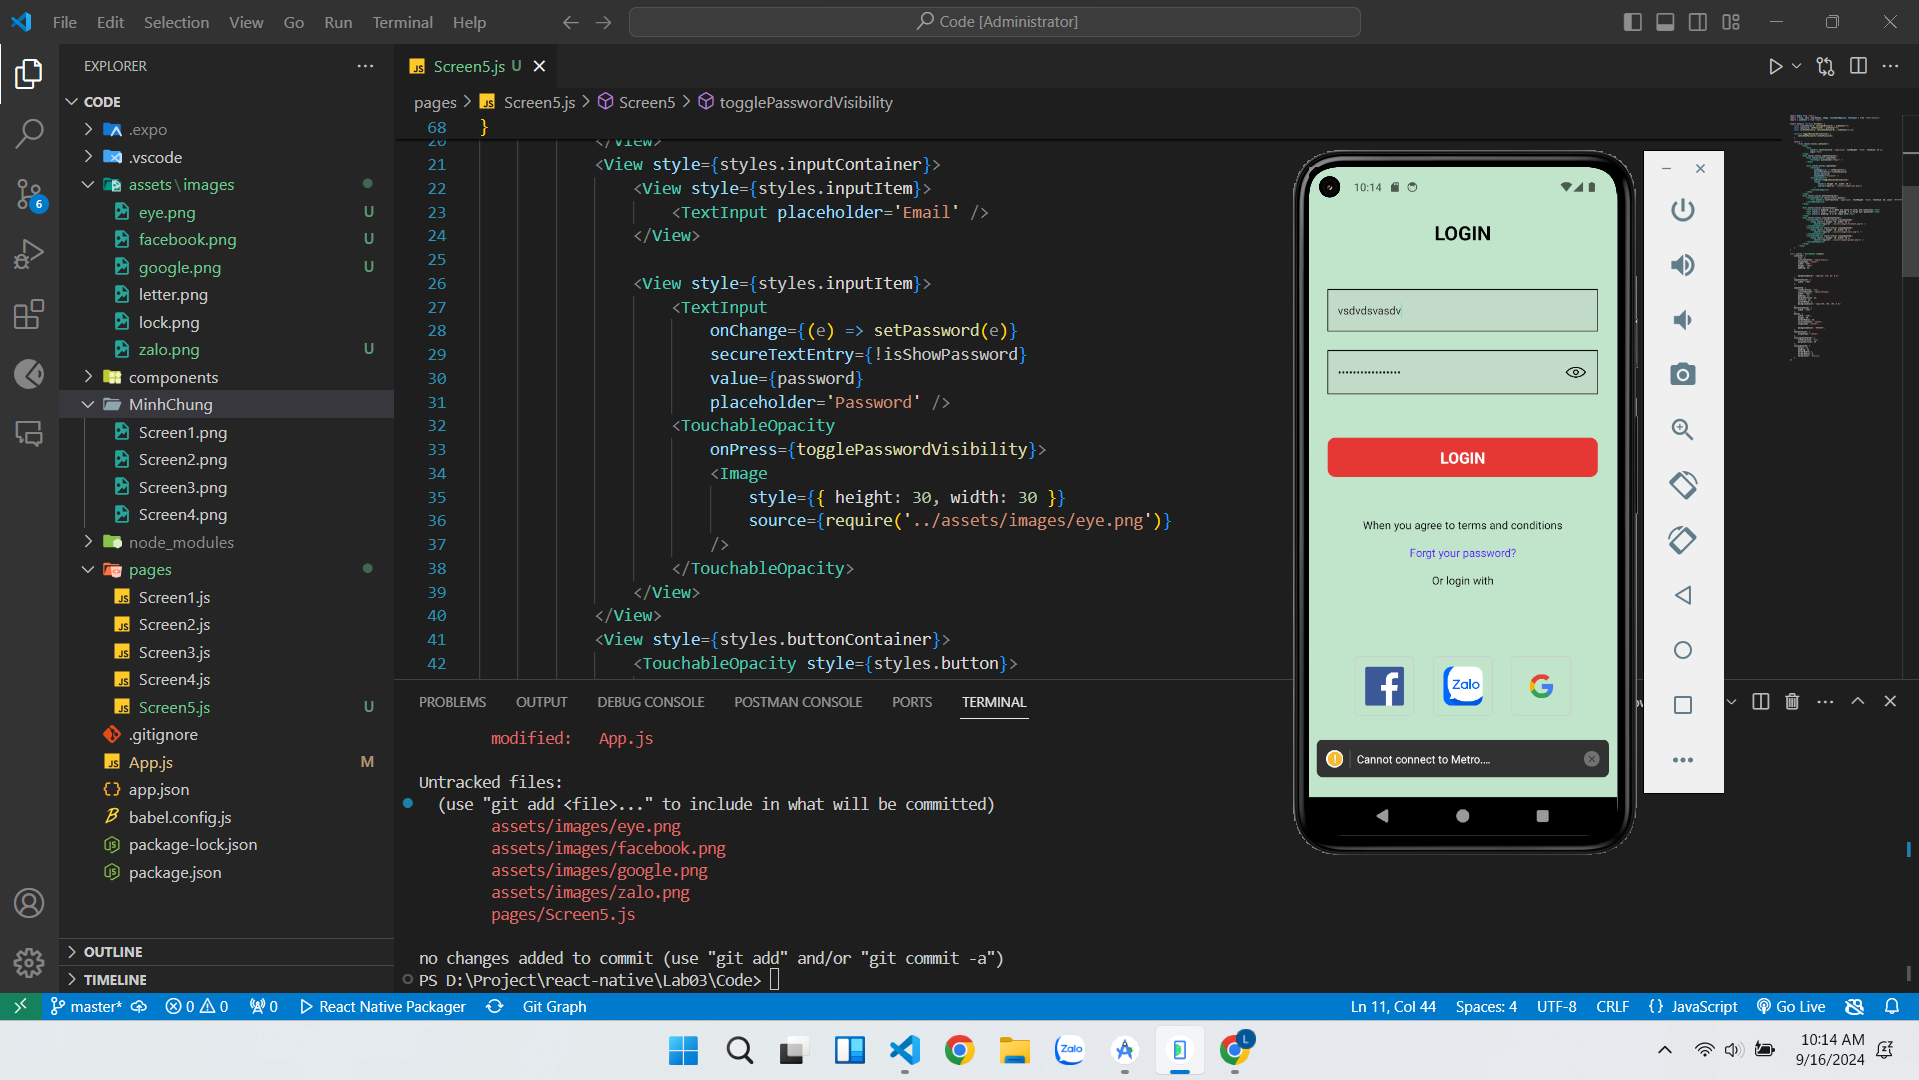 File Edit Selection View Go Run Terminal Help
Code [Administrator]
EXPLORER
CODE
.expo
.vscode
assets\images
eye.png U
facebook.png U
google.png U
letter.png
lock.png
zalo.png U
components
MinhChung
Screen1.png
Screen2.png
Screen3.png
Screen4.png
node_modules
pages
Screen1.js
Screen2.js
Screen3.js
Screen4.js
Screen5.js U
.gitignore
App.js M
app.json
babel.config.js
package-lock.json
package.json
OUTLINE
TIMELINE
6
Screen5.js U
pages > Screen5.js > Screen5 > togglePasswordVisibility
68 }
20 </View>
21 <View style={styles.inputContainer}>
22 <View style={styles.inputItem}>
23 <TextInput placeholder='Email' />
24 </View>
25
26 <View style={styles.inputItem}>
27 <TextInput
28 onChange={(e) => setPassword(e)}
29 secureTextEntry={!isShowPassword}
30 value={password}
31 placeholder='Password' />
32 <TouchableOpacity
33 onPress={togglePasswordVisibility}>
34 <Image
35 style={{ height: 30, width: 30 }}
36 source={require('../assets/images/eye.png')}
37 />
38 </TouchableOpacity>
39 </View>
40 </View>
41 <View style={styles.buttonContainer}>
42 <TouchableOpacity style={styles.button}>
PROBLEMS OUTPUT DEBUG CONSOLE POSTMAN CONSOLE PORTS TERMINAL
modified: App.js
Untracked files:
(use "git add <file>..." to include in what will be committed)
assets/images/eye.png
assets/images/facebook.png
assets/images/google.png
assets/images/zalo.png
pages/Screen5.js
no changes added to commit (use "git add" and/or "git commit -a")
PS D:\Project\react-native\Lab03\Code>
10:14
LOGIN
vsdvdsvasdv
LOGIN
When you agree to terms and conditions
Forgt your password?
Or login with
Zalo
Cannot connect to Metro....
master* 0 0 0 React Native Packager Git Graph
Ln 11, Col 44 Spaces: 4 UTF-8 CRLF {} JavaScript Go Live
Zalo
L
10:14 AM
9/16/2024